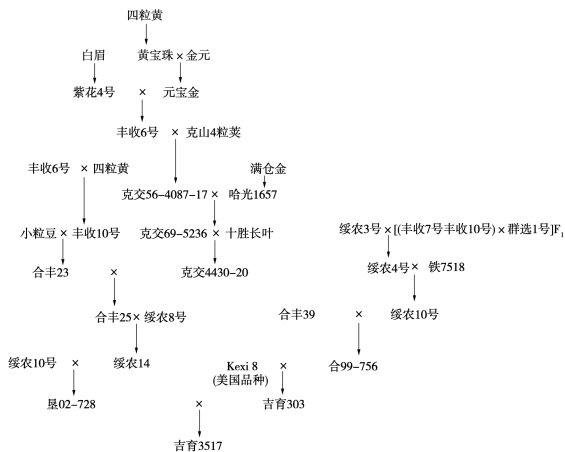 四粒黄
白眉 黄宝珠 × 金元
紫花4号 × 元宝金
丰收6号 × 克山4粒荚
丰收6号 × 四粒黄 满仓金
克交56-4087-17 × 哈光1657
小粒豆 × 丰收10号 克交69-5236 × 十胜长叶 绥农3号×[(丰收7号丰收10号)×群选1号]F₁
合丰23 × 克交4430-20 绥农4号 × 铁7518
合丰25 × 绥农8号 合丰39 × 绥农10号
绥农10号 × 绥农14 Kexi 8 × 合99-756
(美国品种)
垦02-728 × 吉育303
吉育3517